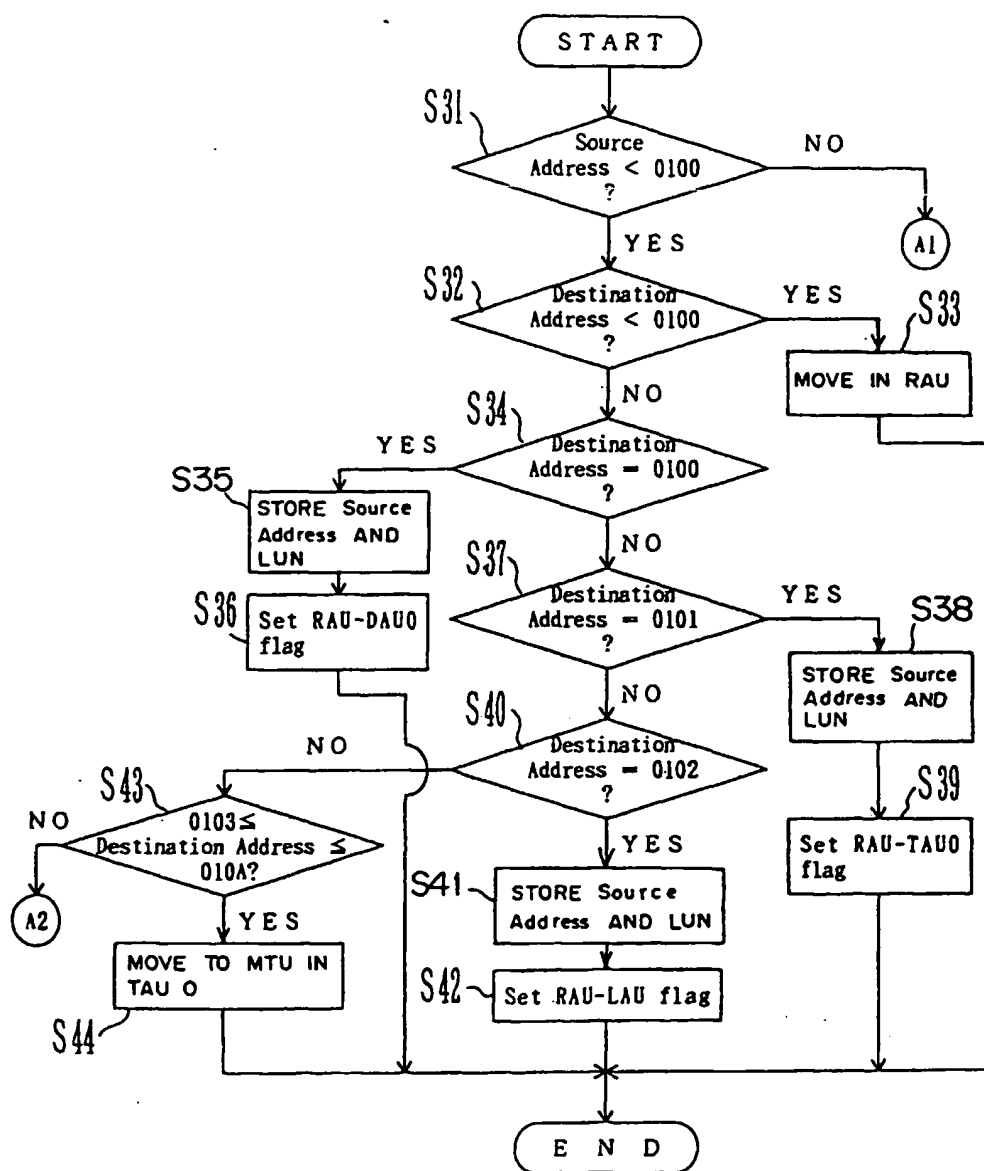 START
S31
Source
Address < 0100
?
NO
A1
YES
S32
Destination
Address < 0100
?
YES
S33
MOVE IN RAU
NO
S34
Destination
Address = 0100
?
YES
S35
STORE Source
Address AND
LUN
S36
Set RAU-DAU0
flag
NO
S37
Destination
Address = 0101
?
YES
S38
STORE Source
Address AND
LUN
S39
Set RAU-TAU0
flag
NO
S40
Destination
Address = 0102
?
NO
S43
0103≤
Destination Address ≤
010A?
NO
A2
YES
MOVE TO MTU IN
TAU 0
S44
YES
S41
STORE Source
Address AND LUN
S42
Set RAU-LAU flag
END